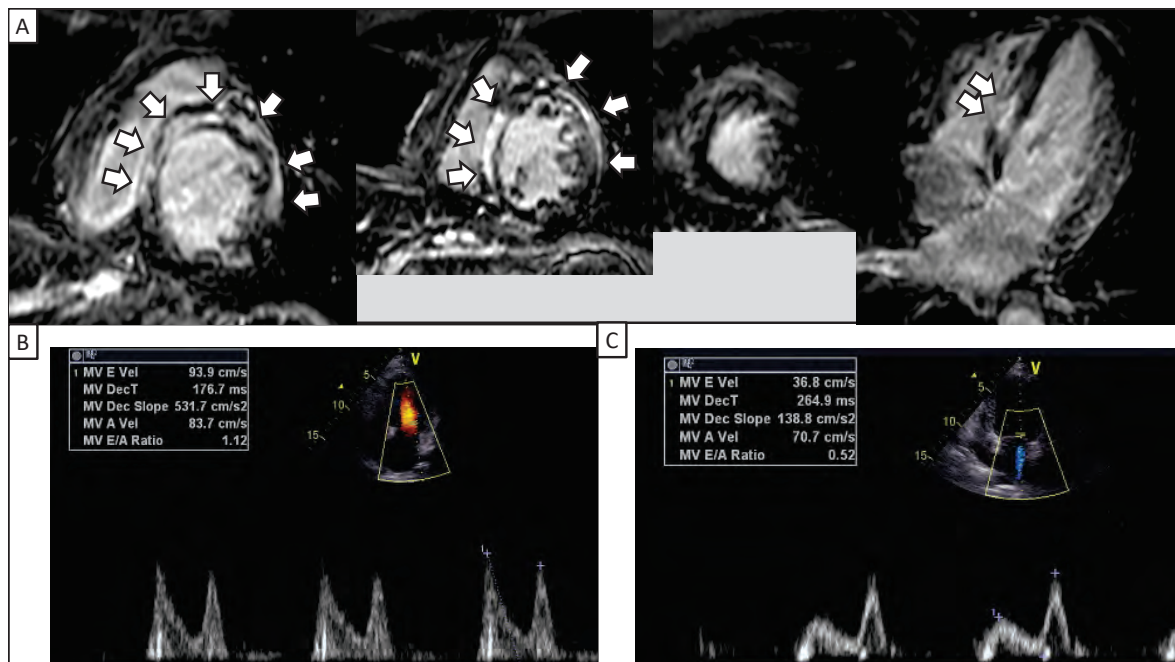 A
B
1 MV E Vel 93.9 cm/s
MV DecT 176.7 ms
MV Dec Slope 531.7 cm/s2
MV A Vel 83.7 cm/s
MV E/A Ratio 1.12
V
5
10
15
1
C
1 MV E Vel 36.8 cm/s
MV DecT 264.9 ms
MV Dec Slope 138.8 cm/s2
MV A Vel 70.7 cm/s
MV E/A Ratio 0.52
V
5
10
15
1